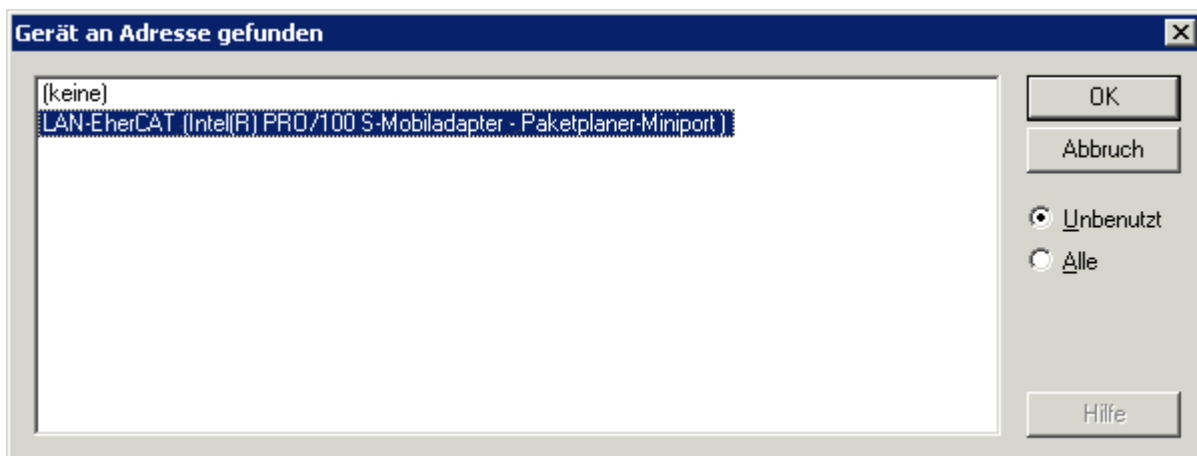 Gerät an Adresse gefunden
(keine)
LAN-EherCAT (Intel(R) PRO/100 S-Mobiladapter - Paketplaner-Miniport )
OK
Abbruch
Unbenutzt
Alle
Hilfe